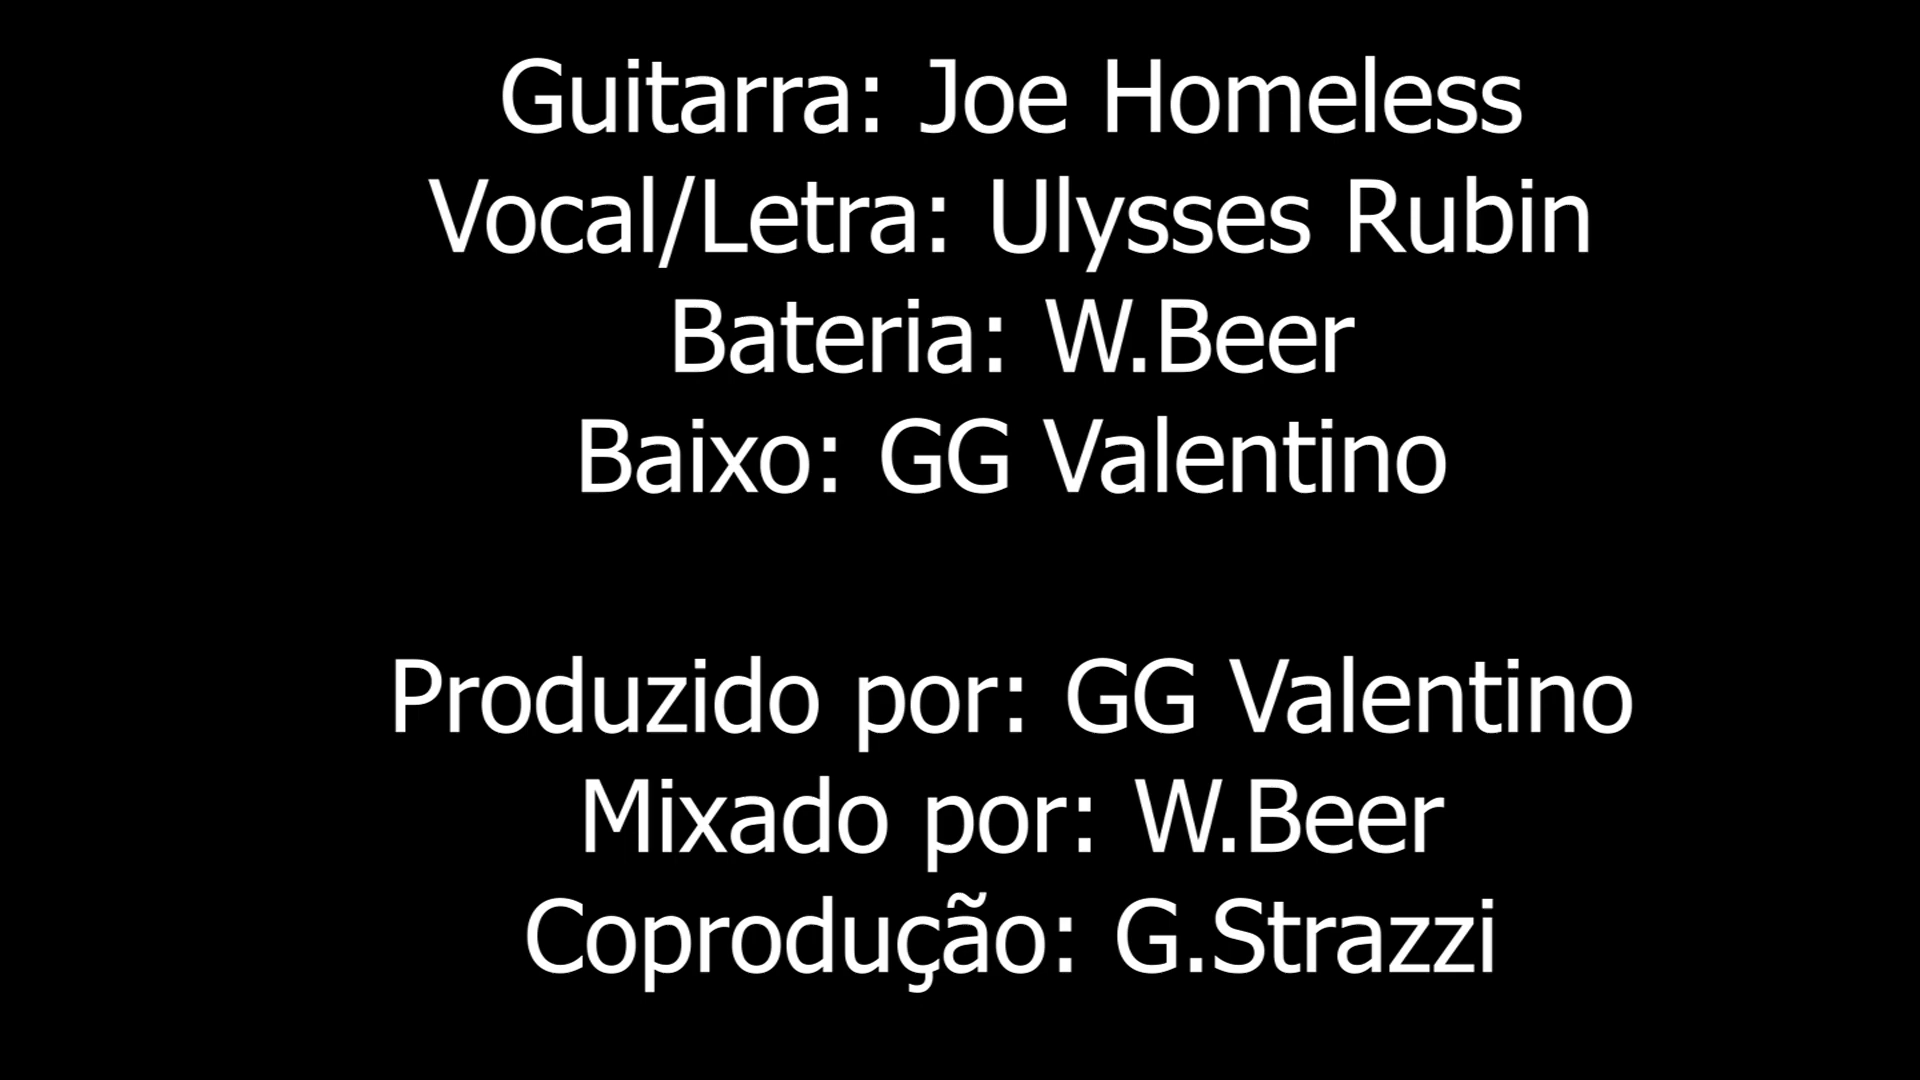 Guitarra: Joe Homeless
Vocal/Letra: Ulysses Rubin
Bateria: W.Beer
Baixo: GG Valentino
Produzido por: GG Valentino
Mixado por: W.Beer
Coprodução: G.Strazzi